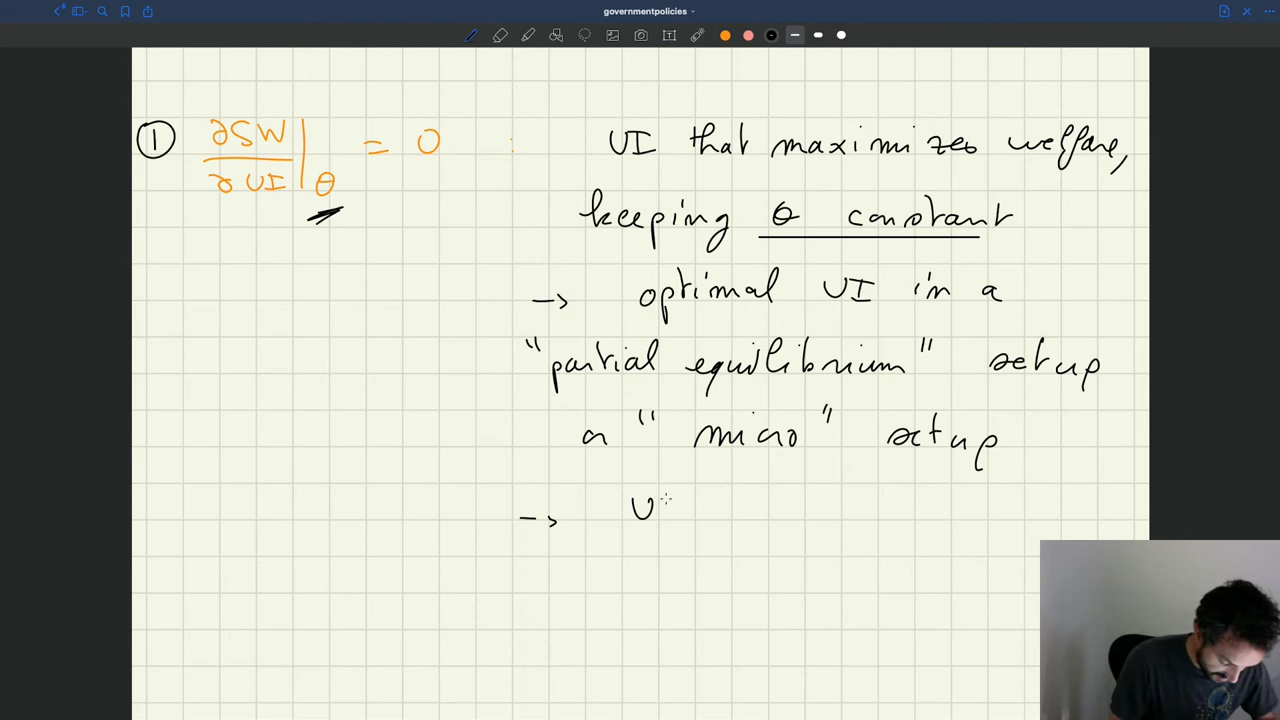 governmentpolicies
① ∂SW/∂UI |θ = 0 : UI that maximizes welfare,
keeping θ constant
→ optimal UI in a
"partial equilibrium" setup
a "micro" setup
→ U